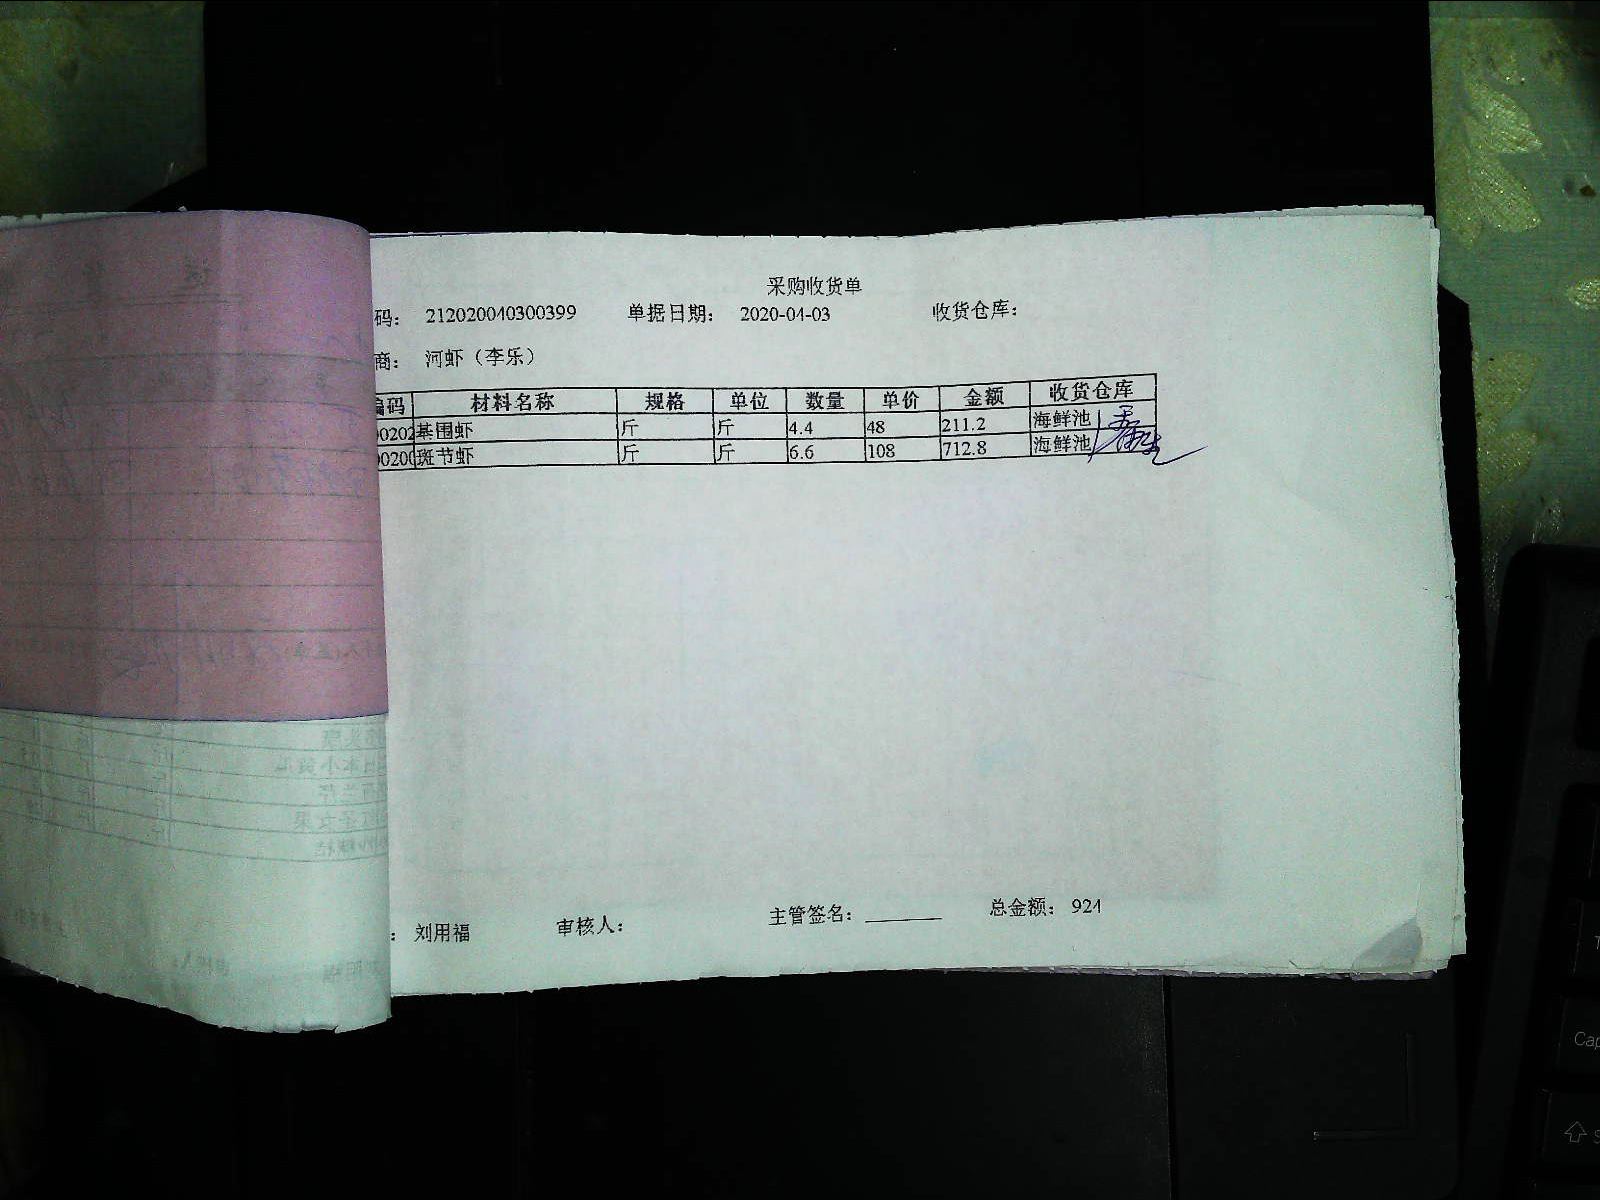 采购收货单
码： 212020040300399 单据日期： 2020-04-03 收货仓库：
商： 河虾（李乐）
编码 材料名称 规格 单位 数量 单价 金额 收货仓库
00202 基围虾 斤 斤 4.4 48 211.2 海鲜池
00200 斑节虾 斤 斤 6.6 108 712.8 海鲜池
： 刘用福 审核人： 主管签名： 总金额： 924